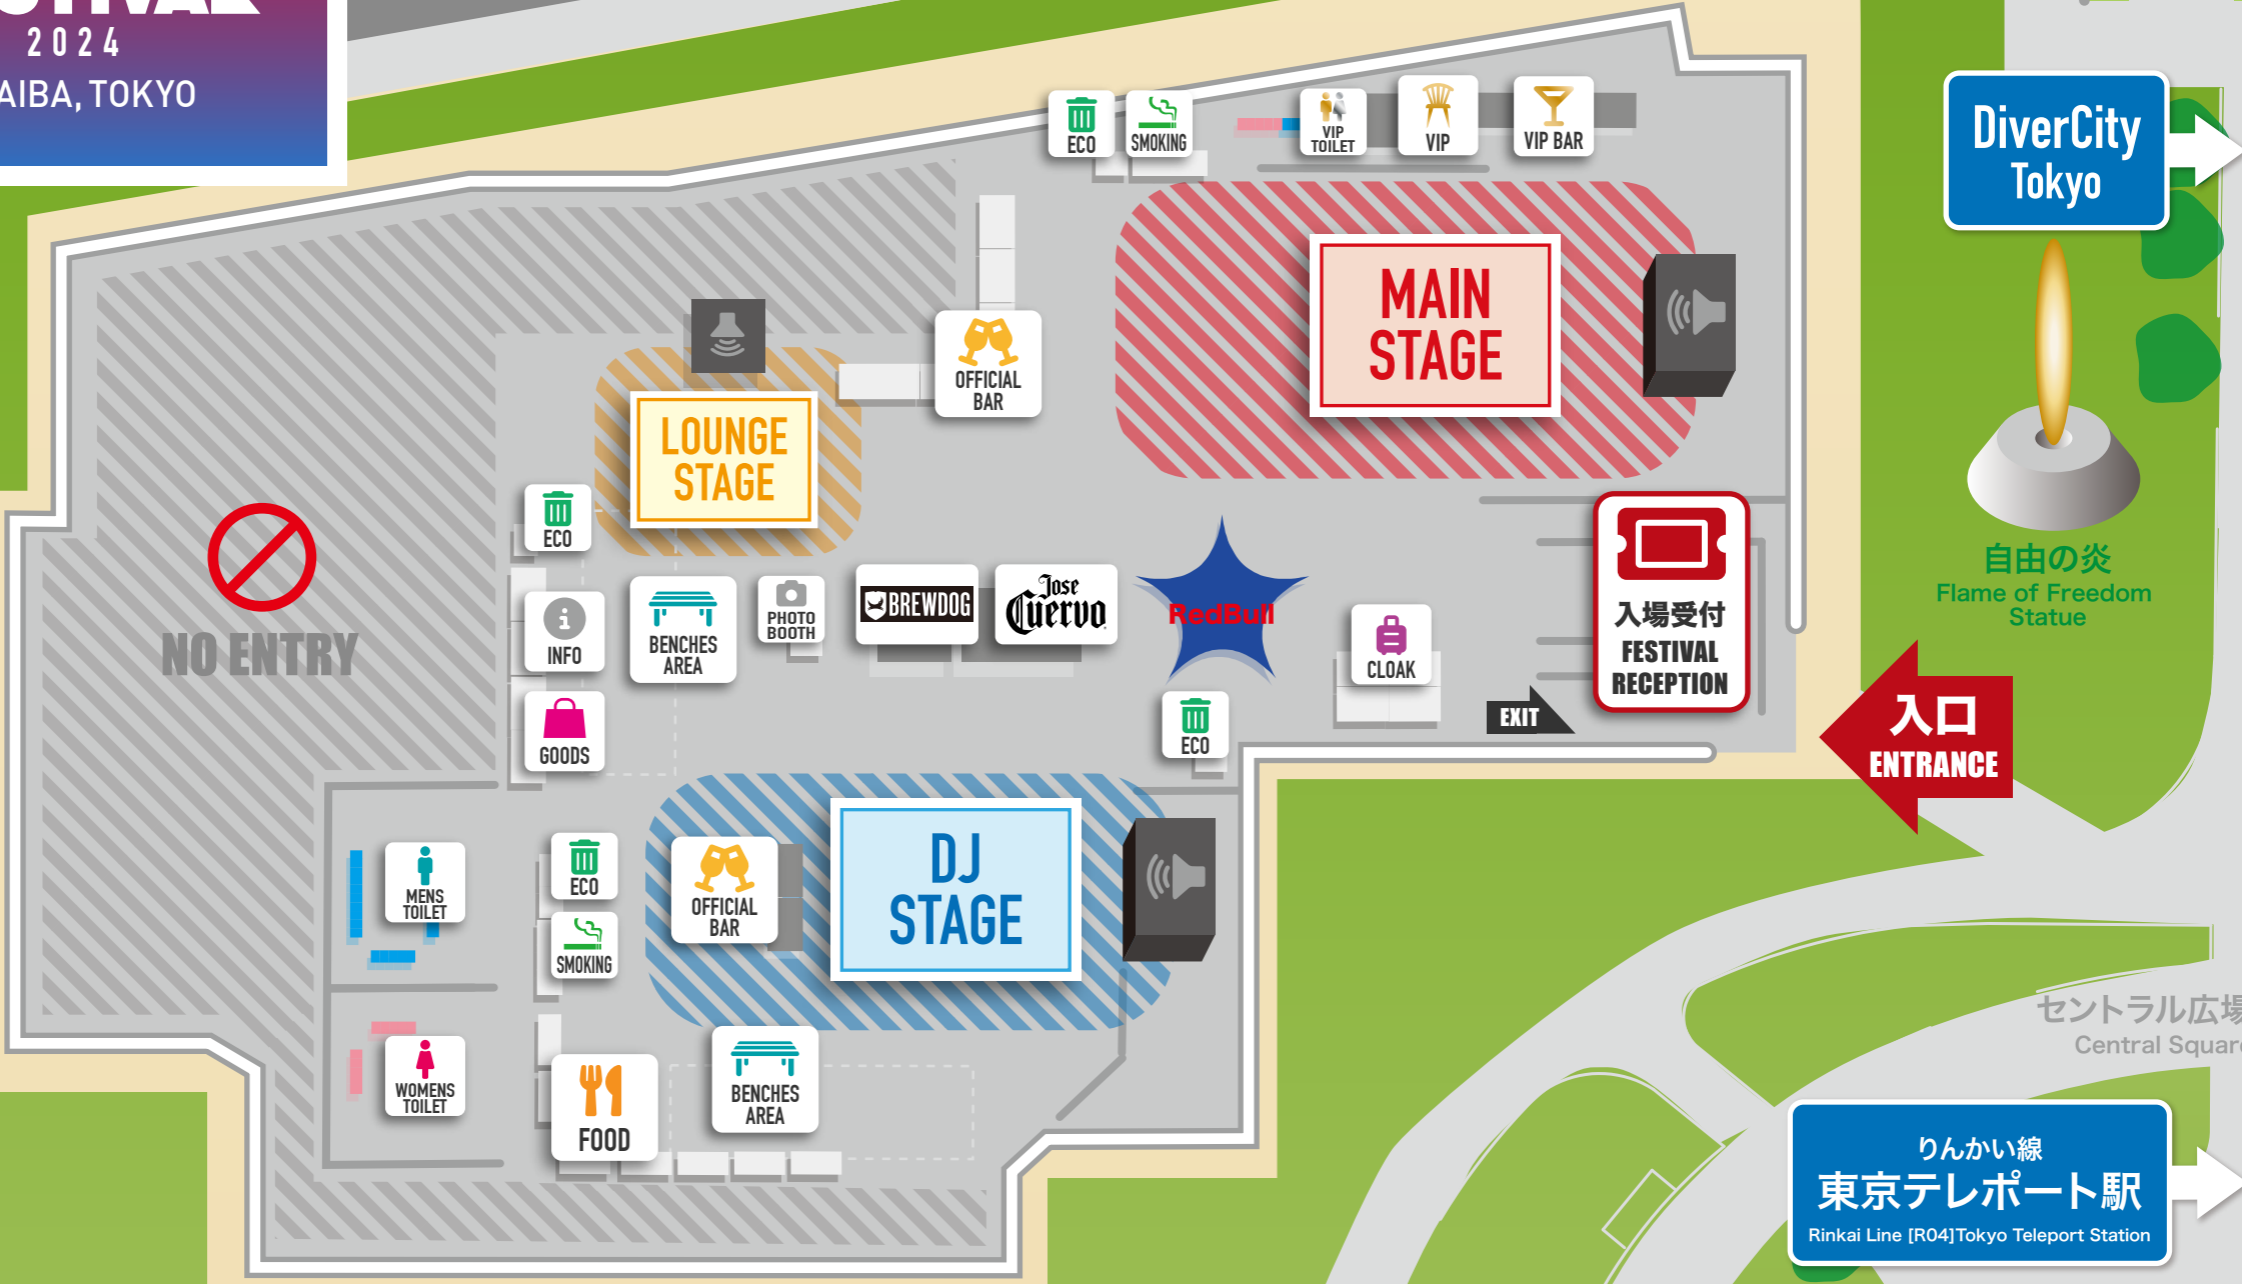 2024
TOKYO
ECO
SMOKING
VIP
TOILET
VIP
VIP BAR
DiverCity
Tokyo
MAIN
STAGE
OFFICIAL
BAR
LOUNGE
STAGE
ECO
NO ENTRY
INFO
BENCHES
AREA
PHOTO
BOOTH
BREWDOG
Jose
Cuervo
RedBull
CLOAK
入場受付
FESTIVAL
RECEPTION
自由の炎
Flame of Freedom
Statue
GOODS
ECO
EXIT
入口
ENTRANCE
MENS
TOILET
ECO
SMOKING
OFFICIAL
BAR
DJ
STAGE
WOMENS
TOILET
FOOD
BENCHES
AREA
セントラル広場
Central Square
りんかい線
東京テレポート駅
Rinkai Line [R04]Tokyo Teleport Station